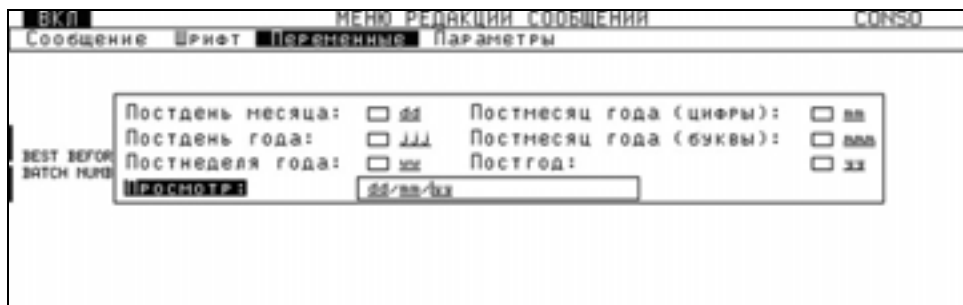 ВКЛ МЕНЮ РЕДАКЦИИ СООБЩЕНИЯ CONSO
Сообщение Шрифт Переменные Параметры
Постдень месяца: dd Постмесяц года (цифры): mm
Постдень года: JJJ Постмесяц года (буквы): mmm
BEST BEFOR
Постнеделя года: ww Постгод:
BATCH NUMB
Просмотр: dd/mm/